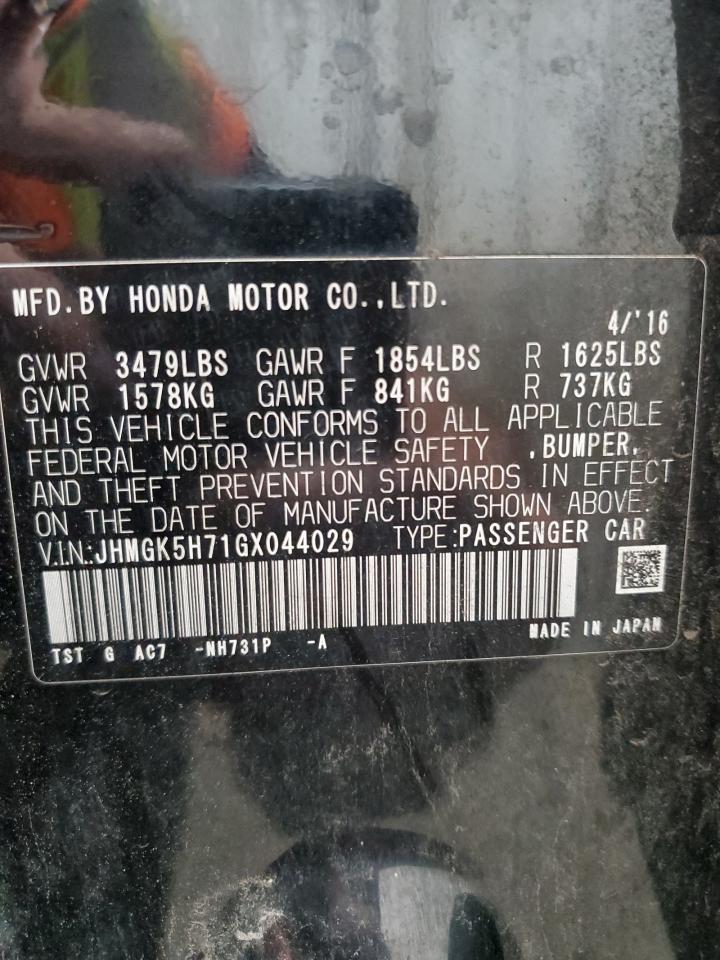 MFD.BY HONDA MOTOR CO.,LTD.
4/'16
GVWR 3479LBS GAWR F 1854LBS R 1625LBS
GVWR 1578KG GAWR F 841KG R 737KG
THIS VEHICLE CONFORMS TO ALL APPLICABLE
FEDERAL MOTOR VEHICLE SAFETY ,BUMPER,
AND THEFT PREVENTION STANDARDS IN EFFECT
ON THE DATE OF MANUFACTURE SHOWN ABOVE.
V.I.N.:JHMGK5H71GX044029 TYPE:PASSENGER CAR
TST G AC7 -NH731P -A MADE IN JAPAN